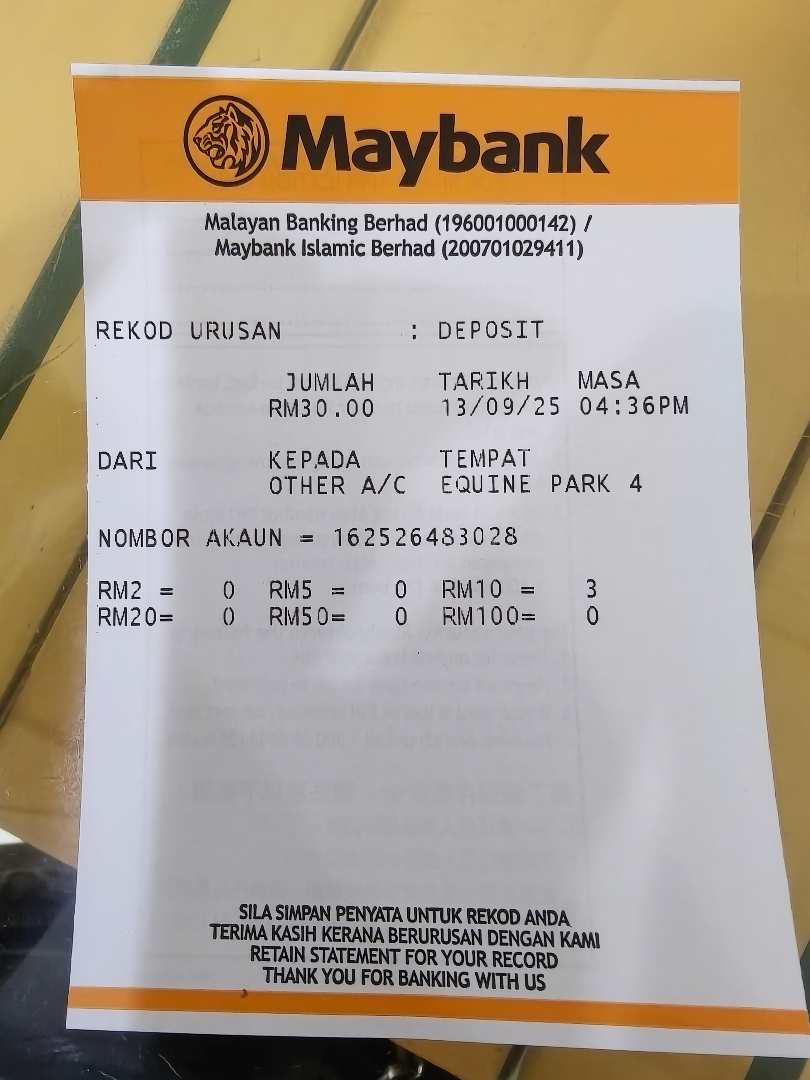 Maybank
Malayan Banking Berhad (196001000142) /
Maybank Islamic Berhad (200701029411)
REKOD URUSAN : DEPOSIT
JUMLAH TARIKH MASA
RM30.00 13/09/25 04:36PM
DARI KEPADA TEMPAT
OTHER A/C EQUINE PARK 4
NOMBOR AKAUN = 162526483028
RM2 = 0 RM5 = 0 RM10 = 3
RM20= 0 RM50= 0 RM100= 0
SILA SIMPAN PENYATA UNTUK REKOD ANDA
TERIMA KASIH KERANA BERURUSAN DENGAN KAMI
RETAIN STATEMENT FOR YOUR RECORD
THANK YOU FOR BANKING WITH US